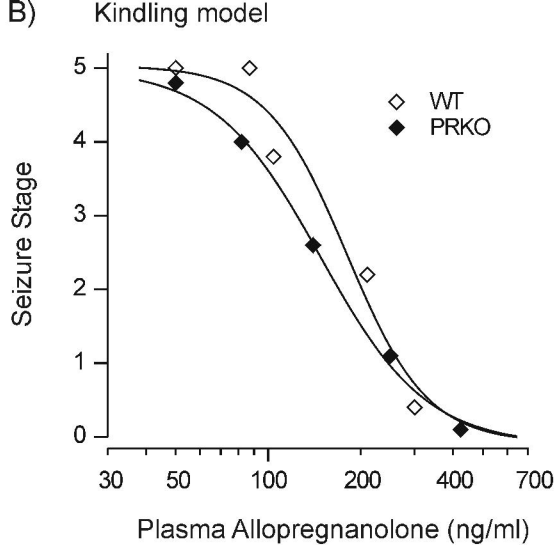 B) Kindling model
5
4
3
2
1
0
Seizure Stage
WT
PRKO
30 50 100 200 400 700
Plasma Allopregnanolone (ng/ml)